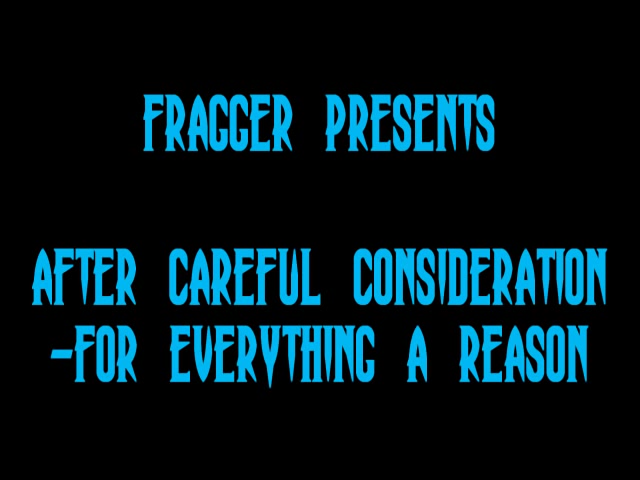 FRAGGER PRESENTS
AFTER CAREFUL CONSIDERATION
-FOR EVERYTHING A REASON